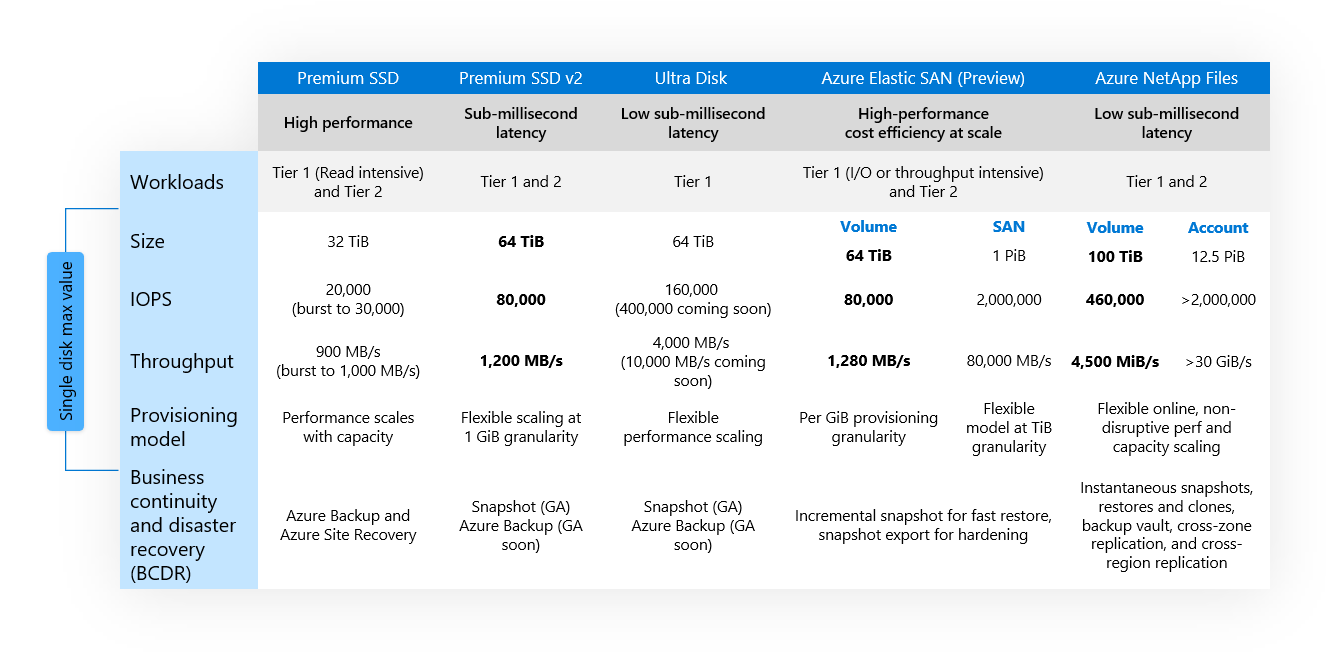 Premium SSD
Premium SSD v2
Ultra Disk
Azure Elastic SAN (Preview)
Azure NetApp Files
High performance
Sub-millisecond
latency
Low sub-millisecond
latency
High-performance
cost efficiency at scale
Low sub-millisecond
latency
Workloads
Tier 1 (Read intensive)
and Tier 2
Tier 1 and 2
Tier 1
Tier 1 (I/O or throughput intensive)
and Tier 2
Tier 1 and 2
Single disk max value
Size
32 TiB
64 TiB
64 TiB
Volume
64 TiB
SAN
1 PiB
Volume
100 TiB
Account
12.5 PiB
IOPS
20,000
(burst to 30,000)
80,000
160,000
(400,000 coming soon)
80,000
2,000,000
460,000
>2,000,000
Throughput
900 MB/s
(burst to 1,000 MB/s)
1,200 MB/s
4,000 MB/s
(10,000 MB/s coming
soon)
1,280 MB/s
80,000 MB/s
4,500 MiB/s
>30 GiB/s
Provisioning
model
Performance scales
with capacity
Flexible scaling at
1 GiB granularity
Flexible
performance scaling
Per GiB provisioning
granularity
Flexible
model at TiB
granularity
Flexible online, non-
disruptive perf and
capacity scaling
Business
continuity
and disaster
recovery
(BCDR)
Azure Backup and
Azure Site Recovery
Snapshot (GA)
Azure Backup (GA
soon)
Snapshot (GA)
Azure Backup (GA
soon)
Incremental snapshot for fast restore,
snapshot export for hardening
Instantaneous snapshots,
restores and clones,
backup vault, cross-zone
replication, and cross-
region replication